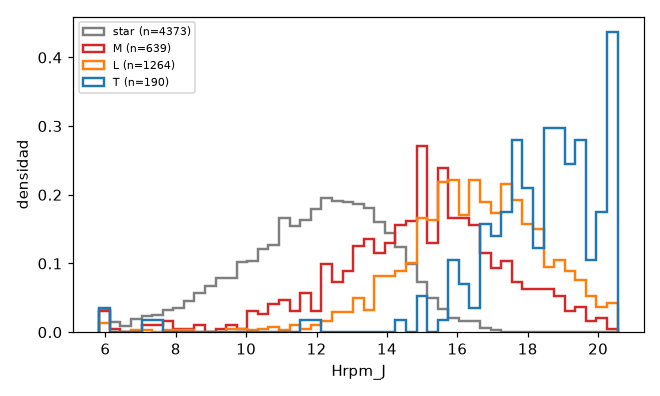 star (n=4373)
M (n=639)
L (n=1264)
T (n=190)
densidad
0.4
0.3
0.2
0.1
0.0
6 8 10 12 14 16 18 20
Hrpm_J